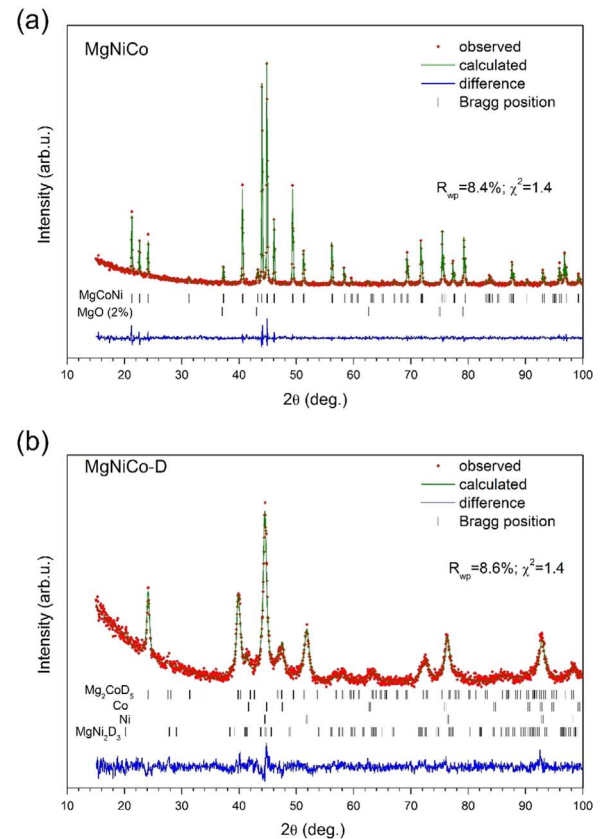 (a)
MgNiCo
observed
calculated
difference
Bragg position
R_wp=8.4%; χ²=1.4
Intensity (arb.u.)
MgCoNi
MgO (2%)
10 20 30 40 50 60 70 80 90 100
2θ (deg.)
(b)
MgNiCo-D
observed
calculated
difference
Bragg position
R_wp=8.6%; χ²=1.4
Intensity (arb.u.)
Mg₂CoD₅
Co
Ni
MgNi₂D₃
10 20 30 40 50 60 70 80 90 100
2θ (deg.)